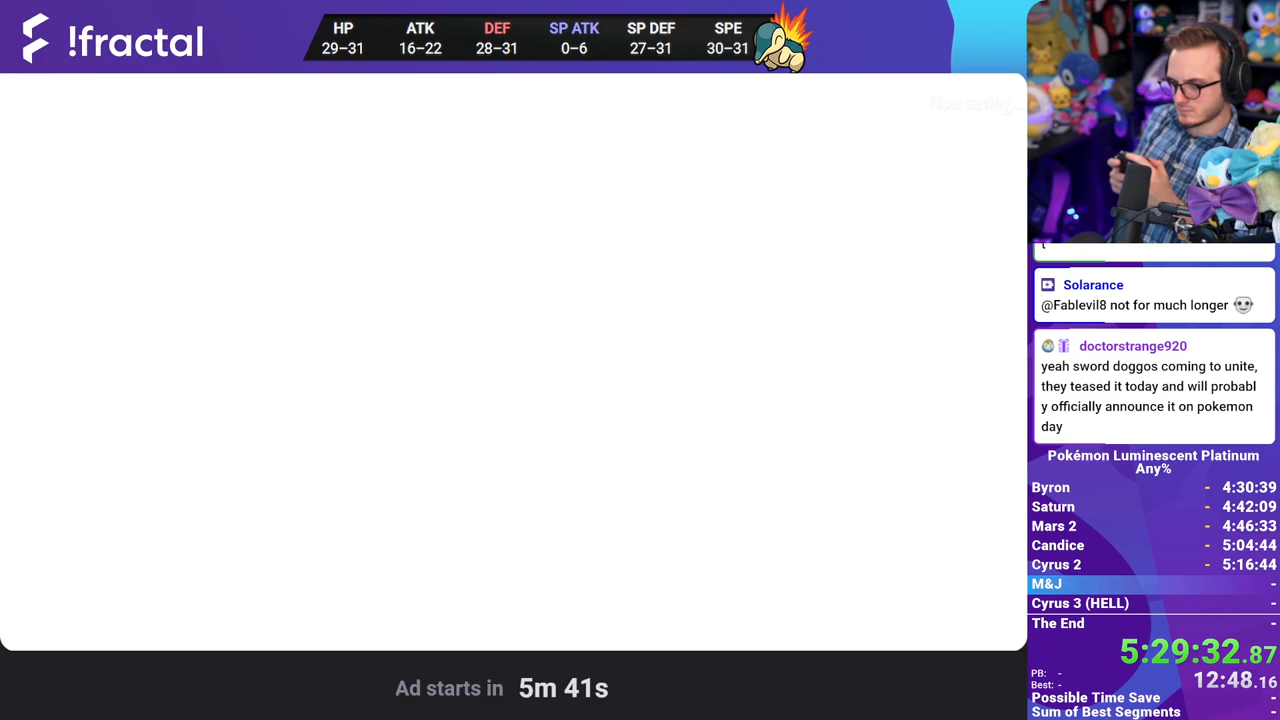 !fractal
HP ATK DEF SP ATK SP DEF SPE
29–31 16–22 28–31 0–6 27–31 30–31
Now saving...
t
Solarance
@Fablevil8 not for much longer
doctorstrange920
yeah sword doggos coming to unite,
they teased it today and will probabl
y officially announce it on pokemon
day
Pokémon Luminescent Platinum
Any%
Byron - 4:30:39
Saturn - 4:42:09
Mars 2 - 4:46:33
Candice - 5:04:44
Cyrus 2 - 5:16:44
M&J -
Cyrus 3 (HELL) -
The End -
5:29:32.87
PB: -
Best: -
12:48.16
Possible Time Save -
Sum of Best Segments -
Ad starts in 5m 41s